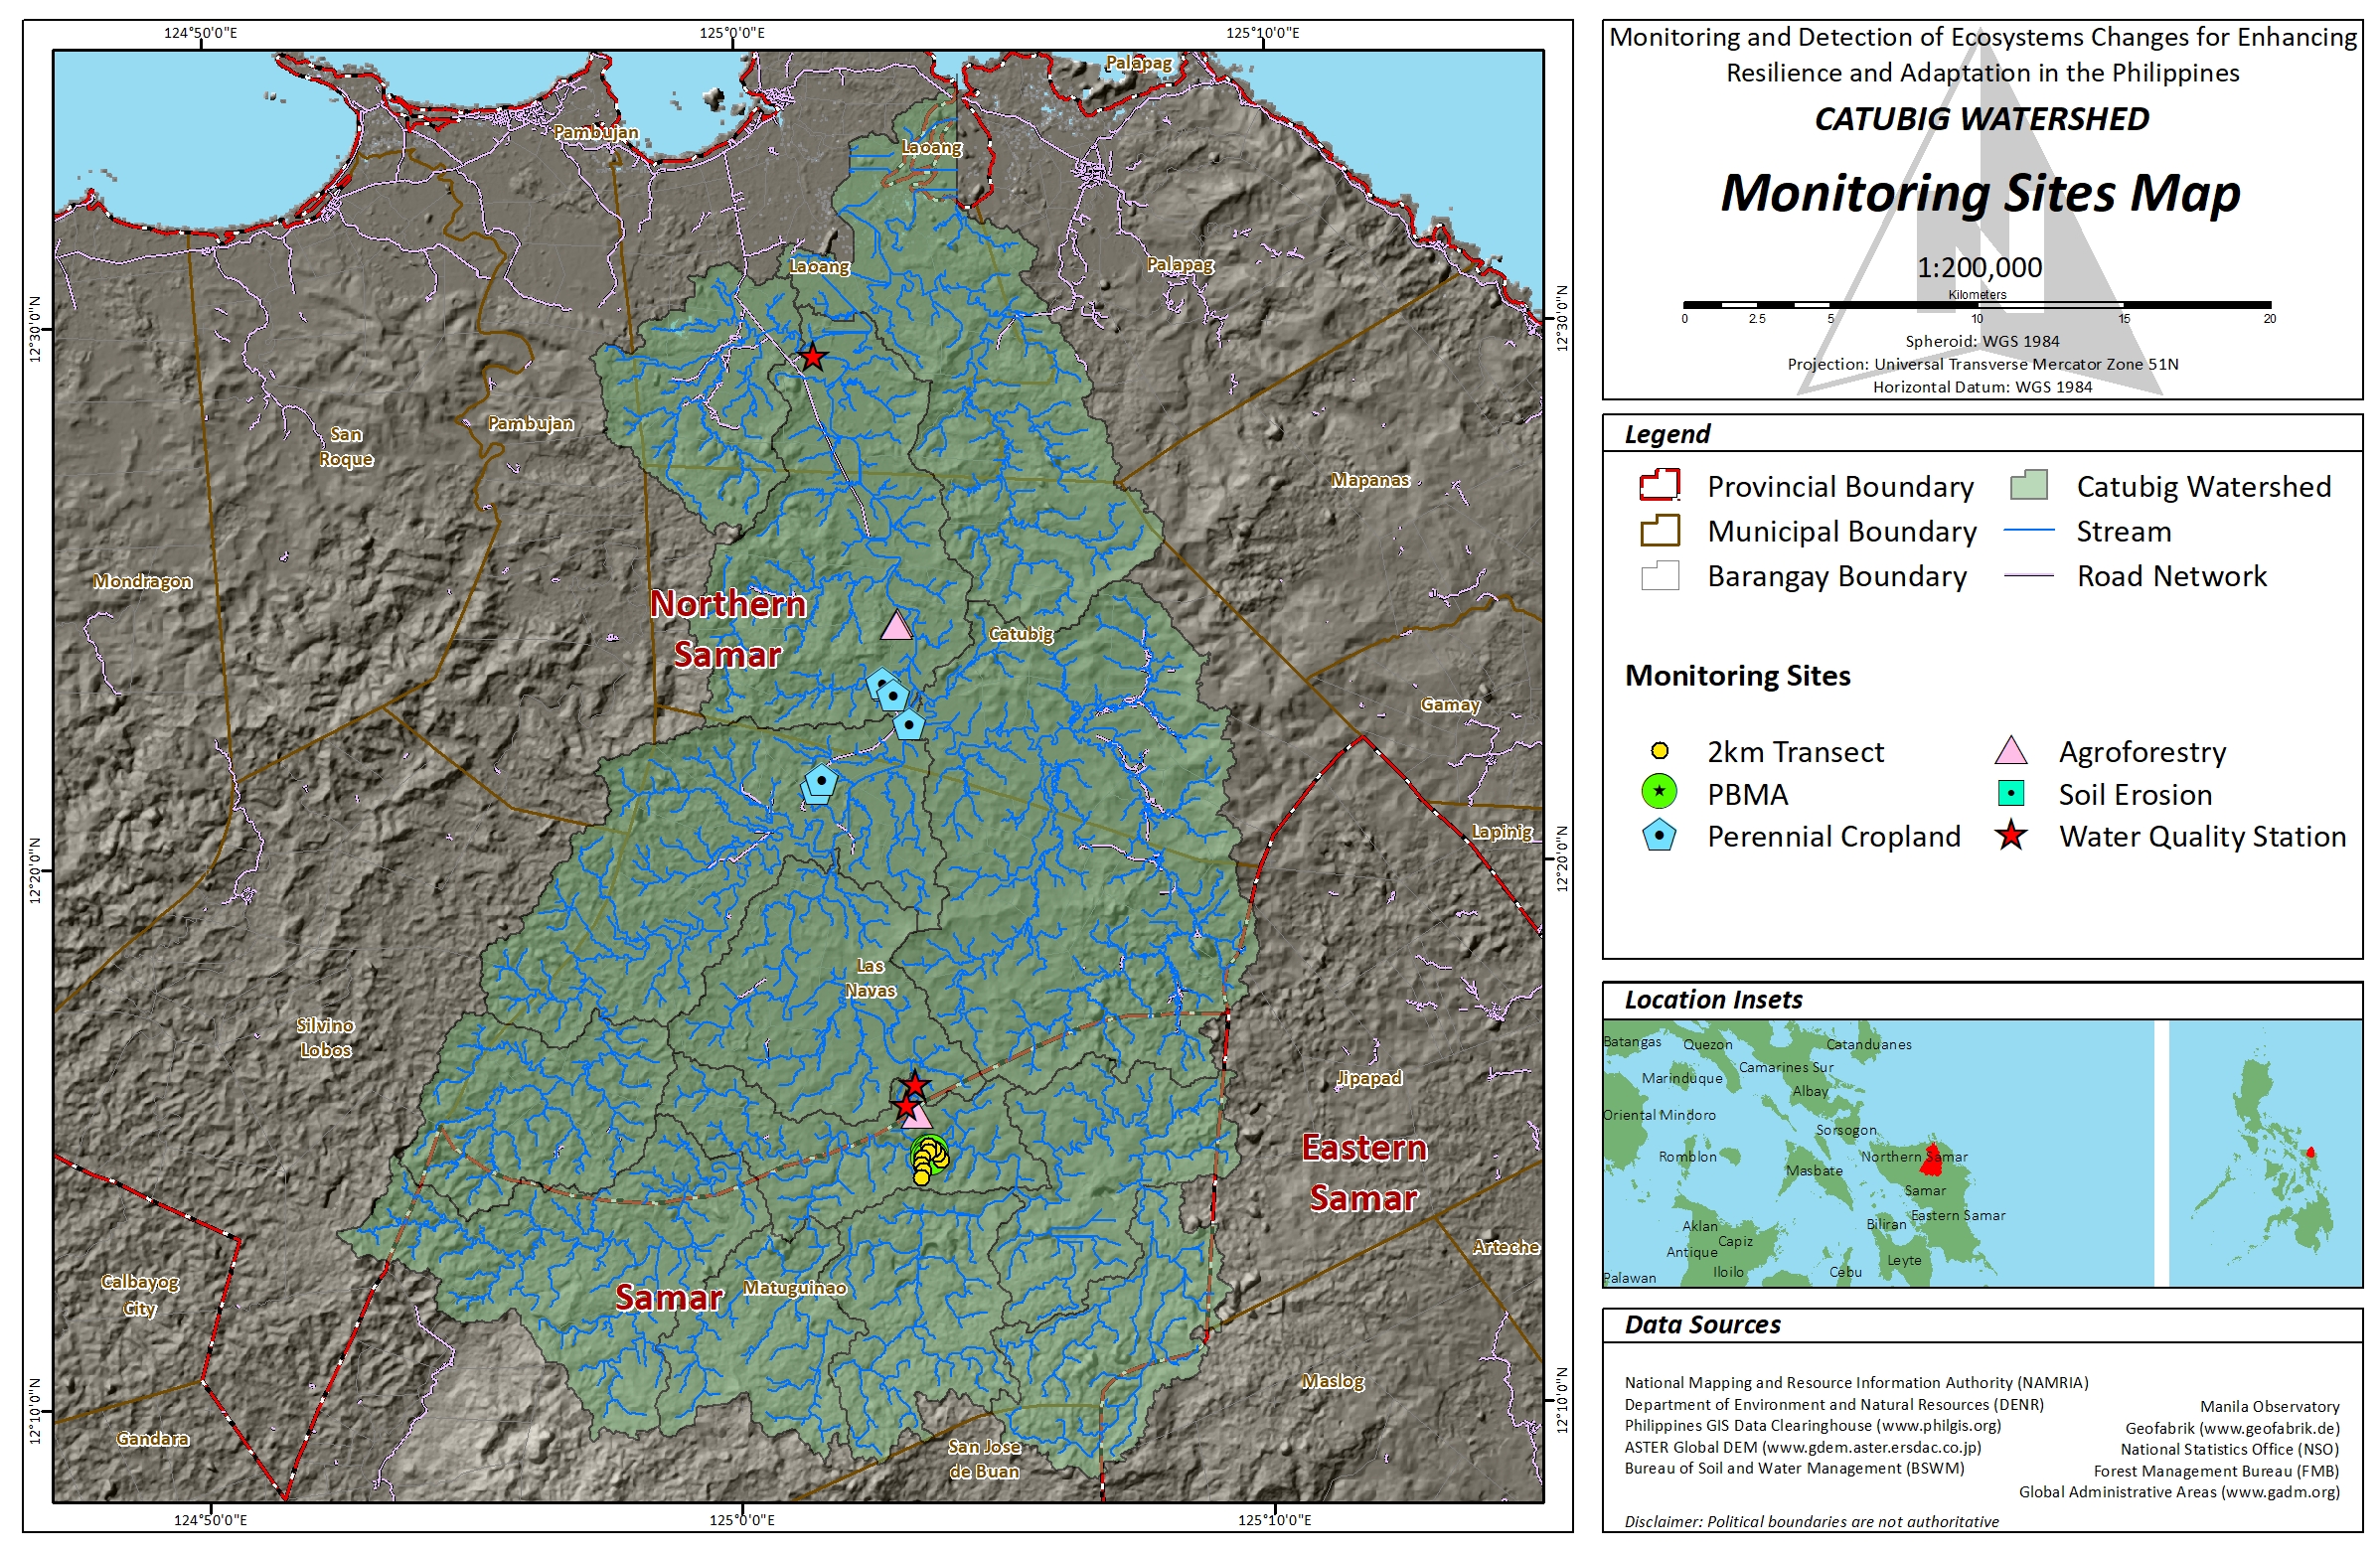 124°50'0"E
125°0'0"E
125°10'0"E
12°30'0"N
12°20'0"N
12°10'0"N
12°30'0"N
12°20'0"N
12°10'0"N
124°50'0"E
125°0'0"E
125°10'0"E
Palapag
Pambujan
Laoang
Laoang
Palapag
San
Roque
Pambujan
Mapanas
Mondragon
Northern
Samar
Catubig
Gamay
Lapinig
Las
Navas
Silvino
Lobos
Jipapad
Eastern
Samar
Arteche
Calbayog
City
Samar
Matuguinao
Maslog
Gandara
San Jose
de Buan
Monitoring and Detection of Ecosystems Changes for Enhancing
Resilience and Adaptation in the Philippines
CATUBIG WATERSHED
Monitoring Sites Map
N
1:200,000
Kilometers
0 2.5 5 10 15 20
Spheroid: WGS 1984
Projection: Universal Transverse Mercator Zone 51N
Horizontal Datum: WGS 1984
Legend
Provincial Boundary
Municipal Boundary
Barangay Boundary
Catubig Watershed
Stream
Road Network
Monitoring Sites
2km Transect
PBMA
Perennial Cropland
Agroforestry
Soil Erosion
Water Quality Station
Location Insets
Batangas
Quezon
Catanduanes
Camarines Sur
Marinduque
Albay
Oriental Mindoro
Sorsogon
Romblon
Masbate
Northern Samar
Samar
Eastern Samar
Biliran
Aklan
Capiz
Antique
Iloilo
Cebu
Leyte
Palawan
Data Sources
National Mapping and Resource Information Authority (NAMRIA)
Department of Environment and Natural Resources (DENR)
Philippines GIS Data Clearinghouse (www.philgis.org)
ASTER Global DEM (www.gdem.aster.ersdac.co.jp)
Bureau of Soil and Water Management (BSWM)
Manila Observatory
Geofabrik (www.geofabrik.de)
National Statistics Office (NSO)
Forest Management Bureau (FMB)
Global Administrative Areas (www.gadm.org)
Disclaimer: Political boundaries are not authoritative